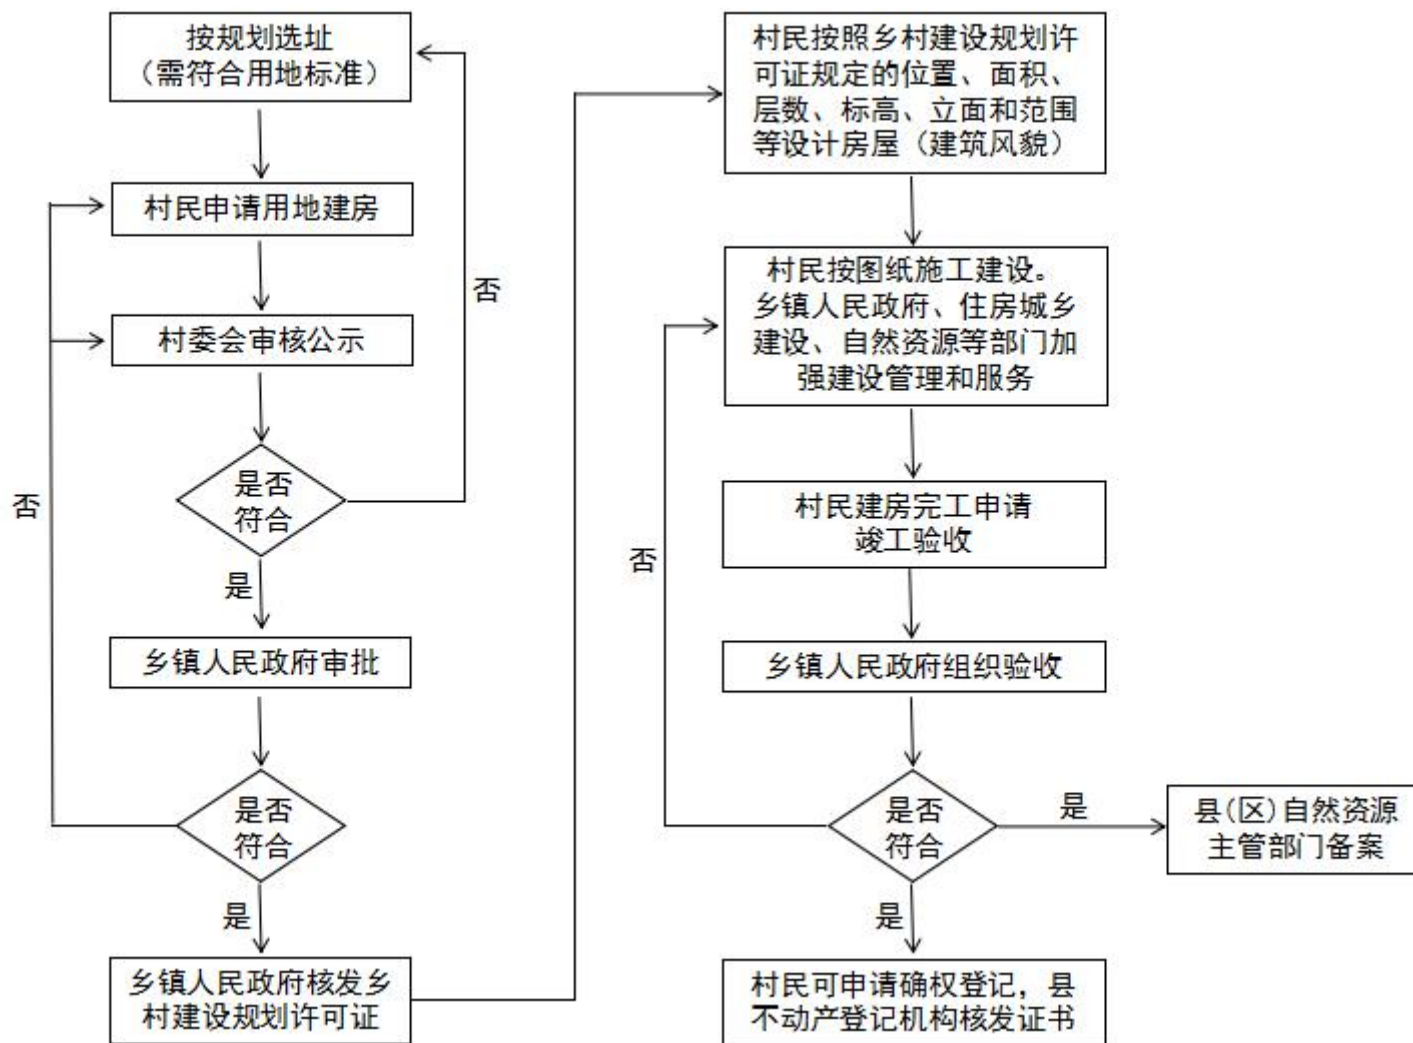 按规划选址
（需符合用地标准）
村民申请用地建房
村委会审核公示
是否
符合
否
否
是
乡镇人民政府审批
是否
符合
是
乡镇人民政府核发乡
村建设规划许可证
村民按照乡村建设规划许
可证规定的位置、面积、
层数、标高、立面和范围
等设计房屋（建筑风貌）
村民按图纸施工建设。
乡镇人民政府、住房城乡
建设、自然资源等部门加
强建设管理和服务
村民建房完工申请
竣工验收
否
乡镇人民政府组织验收
是否
符合
是
县(区)自然资源
主管部门备案
是
村民可申请确权登记，县
不动产登记机构核发证书